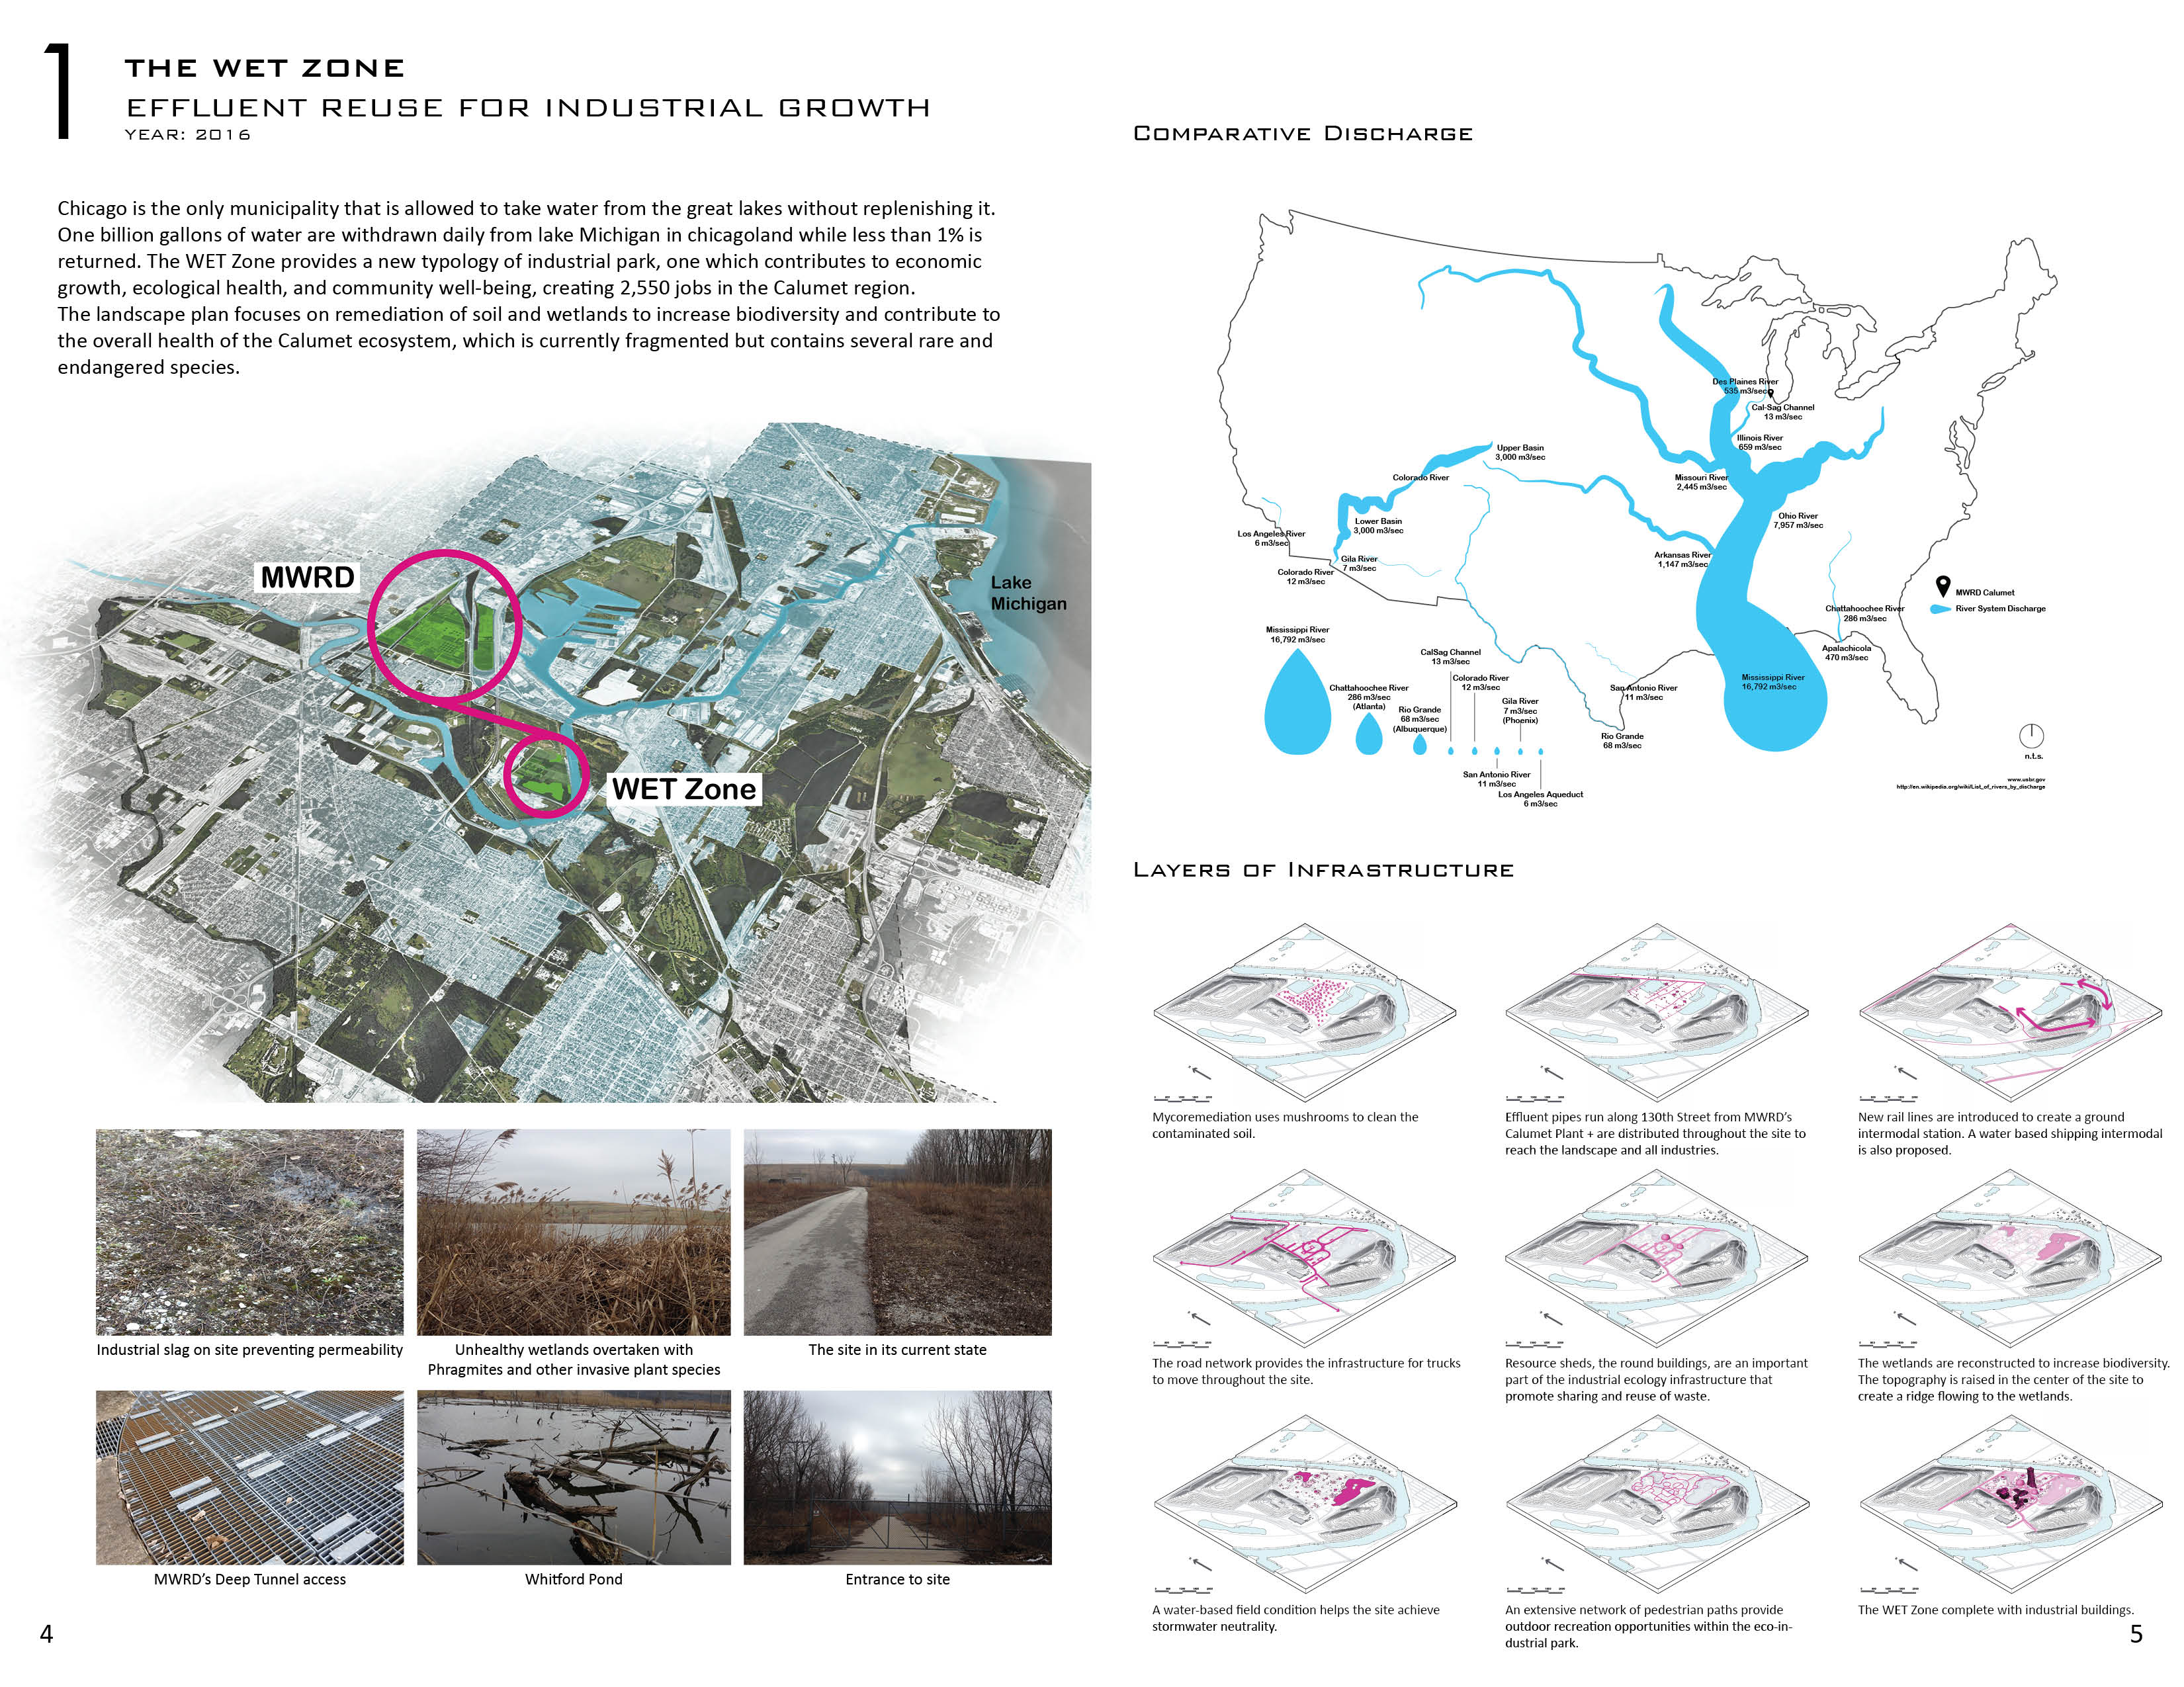 1
THE WET ZONE
EFFLUENT REUSE FOR INDUSTRIAL GROWTH
YEAR: 2016
Chicago is the only municipality that is allowed to take water from the great lakes without replenishing it.
One billion gallons of water are withdrawn daily from lake Michigan in chicagoland while less than 1% is
returned. The WET Zone provides a new typology of industrial park, one which contributes to economic
growth, ecological health, and community well-being, creating 2,550 jobs in the Calumet region.
The landscape plan focuses on remediation of soil and wetlands to increase biodiversity and contribute to
the overall health of the Calumet ecosystem, which is currently fragmented but contains several rare and
endangered species.
MWRD
Lake
Michigan
WET Zone
Industrial slag on site preventing permeability
Unhealthy wetlands overtaken with
Phragmites and other invasive plant species
The site in its current state
MWRD's Deep Tunnel access
Whitford Pond
Entrance to site
4
COMPARATIVE DISCHARGE
Des Plaines River
535 m3/sec
Cal-Sag Channel
13 m3/sec
Illinois River
659 m3/sec
Upper Basin
3,000 m3/sec
Colorado River
Missouri River
2,445 m3/sec
Lower Basin
3,000 m3/sec
Ohio River
7,957 m3/sec
Los Angeles River
6 m3/sec
Gila River
7 m3/sec
Colorado River
12 m3/sec
Arkansas River
1,147 m3/sec
MWRD Calumet
River System Discharge
Chattahoochee River
286 m3/sec
Apalachicola
470 m3/sec
Mississippi River
16,792 m3/sec
San Antonio River
11 m3/sec
Rio Grande
68 m3/sec
Mississippi River
16,792 m3/sec
Chattahoochee River
286 m3/sec
(Atlanta)
Rio Grande
68 m3/sec
(Albuquerque)
CalSag Channel
13 m3/sec
Colorado River
12 m3/sec
Gila River
7 m3/sec
(Phoenix)
San Antonio River
11 m3/sec
Los Angeles Aqueduct
6 m3/sec
n.t.s.
www.usbr.gov
http://en.wikipedia.org/wiki/List_of_rivers_by_discharge
LAYERS OF INFRASTRUCTURE
Mycoremediation uses mushrooms to clean the
contaminated soil.
Effluent pipes run along 130th Street from MWRD's
Calumet Plant + are distributed throughout the site to
reach the landscape and all industries.
New rail lines are introduced to create a ground
intermodal station. A water based shipping intermodal
is also proposed.
The road network provides the infrastructure for trucks
to move throughout the site.
Resource sheds, the round buildings, are an important
part of the industrial ecology infrastructure that
promote sharing and reuse of waste.
The wetlands are reconstructed to increase biodiversity.
The topography is raised in the center of the site to
create a ridge flowing to the wetlands.
A water-based field condition helps the site achieve
stormwater neutrality.
An extensive network of pedestrian paths provide
outdoor recreation opportunities within the eco-in-
dustrial park.
The WET Zone complete with industrial buildings.
5